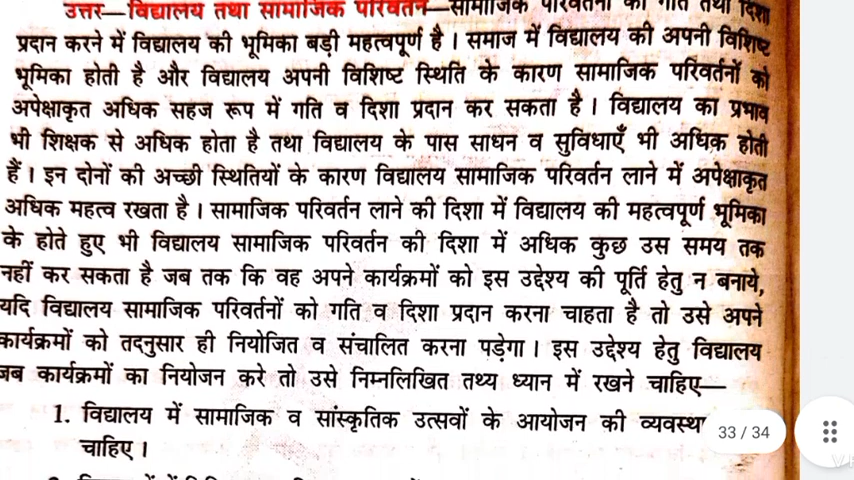 उत्तर—विद्यालय तथा सामाजिक परिवर्तन—सामाजिक परिवर्तनों को गति तथा दिशा
प्रदान करने में विद्यालय की भूमिका बड़ी महत्वपूर्ण है। समाज में विद्यालय की अपनी विशिष्ट
भूमिका होती है और विद्यालय अपनी विशिष्ट स्थिति के कारण सामाजिक परिवर्तनों को
अपेक्षाकृत अधिक सहज रूप में गति व दिशा प्रदान कर सकता है। विद्यालय का प्रभाव
भी शिक्षक से अधिक होता है तथा विद्यालय के पास साधन व सुविधाएँ भी अधिक होती
हैं। इन दोनों की अच्छी स्थितियों के कारण विद्यालय सामाजिक परिवर्तन लाने में अपेक्षाकृत
अधिक महत्व रखता है। सामाजिक परिवर्तन लाने की दिशा में विद्यालय की महत्वपूर्ण भूमिका
के होते हुए भी विद्यालय सामाजिक परिवर्तन की दिशा में अधिक कुछ उस समय तक
नहीं कर सकता है जब तक कि वह अपने कार्यक्रमों को इस उद्देश्य की पूर्ति हेतु न बनाये,
यदि विद्यालय सामाजिक परिवर्तनों को गति व दिशा प्रदान करना चाहता है तो उसे अपने
कार्यक्रमों को तदनुसार ही नियोजित व संचालित करना पड़ेगा। इस उद्देश्य हेतु विद्यालय
जब कार्यक्रमों का नियोजन करे तो उसे निम्नलिखित तथ्य ध्यान में रखने चाहिए—
1. विद्यालय में सामाजिक व सांस्कृतिक उत्सवों के आयोजन की व्यवस्था
चाहिए।
33 / 34